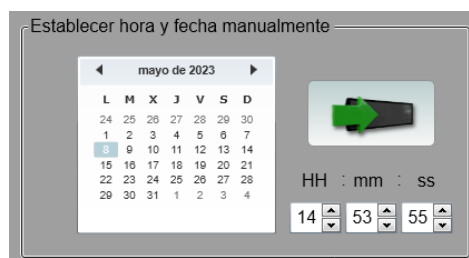 Establecer hora y fecha manualmente
mayo de 2023
L M X J V S D
24 25 26 27 28 29 30
1 2 3 4 5 6 7
8 9 10 11 12 13 14
15 16 17 18 19 20 21
22 23 24 25 26 27 28
29 30 31 1 2 3 4
HH : mm : ss
14 53 55